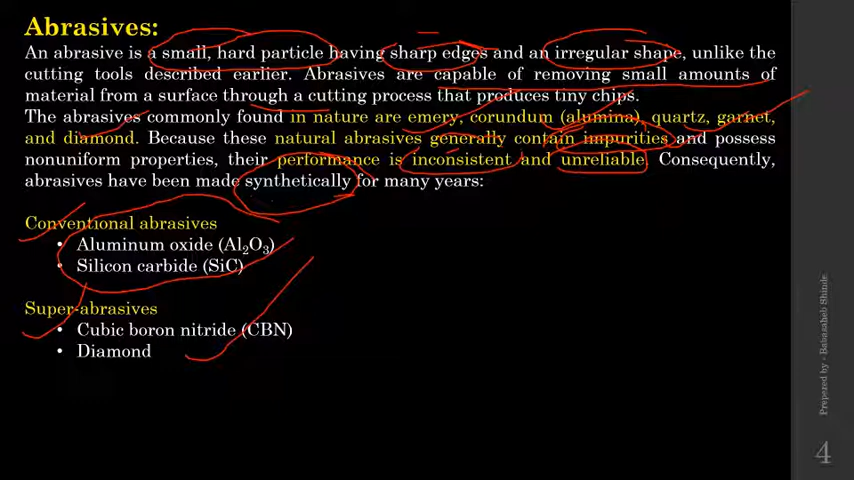 Abrasives:
An abrasive is a small, hard particle having sharp edges and an irregular shape, unlike the
cutting tools described earlier. Abrasives are capable of removing small amounts of
material from a surface through a cutting process that produces tiny chips.
The abrasives commonly found in nature are emery, corundum (alumina), quartz, garnet,
and diamond. Because these natural abrasives generally contain impurities and possess
nonuniform properties, their performance is inconsistent and unreliable. Consequently,
abrasives have been made synthetically for many years:
Conventional abrasives
• Aluminum oxide (Al₂O₃)
• Silicon carbide (SiC)
Super-abrasives
• Cubic boron nitride (CBN)
• Diamond
Prepared by - Babasaheb Shinde
4